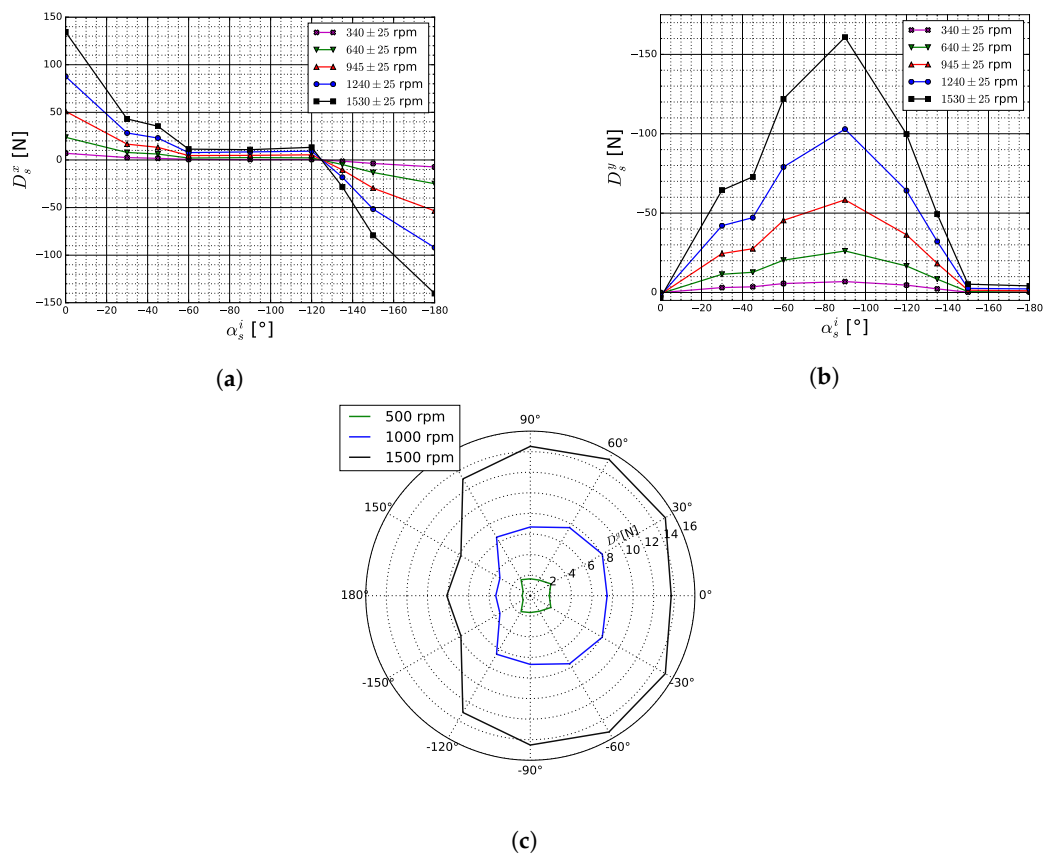 150
100
50
0
−50
−100
−150
0 −20 −40 −60 −80 −100 −120 −140 −160 −180
D_s^x [N]
α_s^i [°]
340 ± 25 rpm
640 ± 25 rpm
945 ± 25 rpm
1240 ± 25 rpm
1530 ± 25 rpm
(a)
−150
−100
−50
0
0 −20 −40 −60 −80 −100 −120 −140 −160 −180
D_s^y [N]
α_s^i [°]
340 ± 25 rpm
640 ± 25 rpm
945 ± 25 rpm
1240 ± 25 rpm
1530 ± 25 rpm
(b)
500 rpm
1000 rpm
1500 rpm
90°
60°
30°
0°
-30°
-60°
-90°
-120°
-150°
180°
150°
2 4 6 8 10 12 14 16
(c)